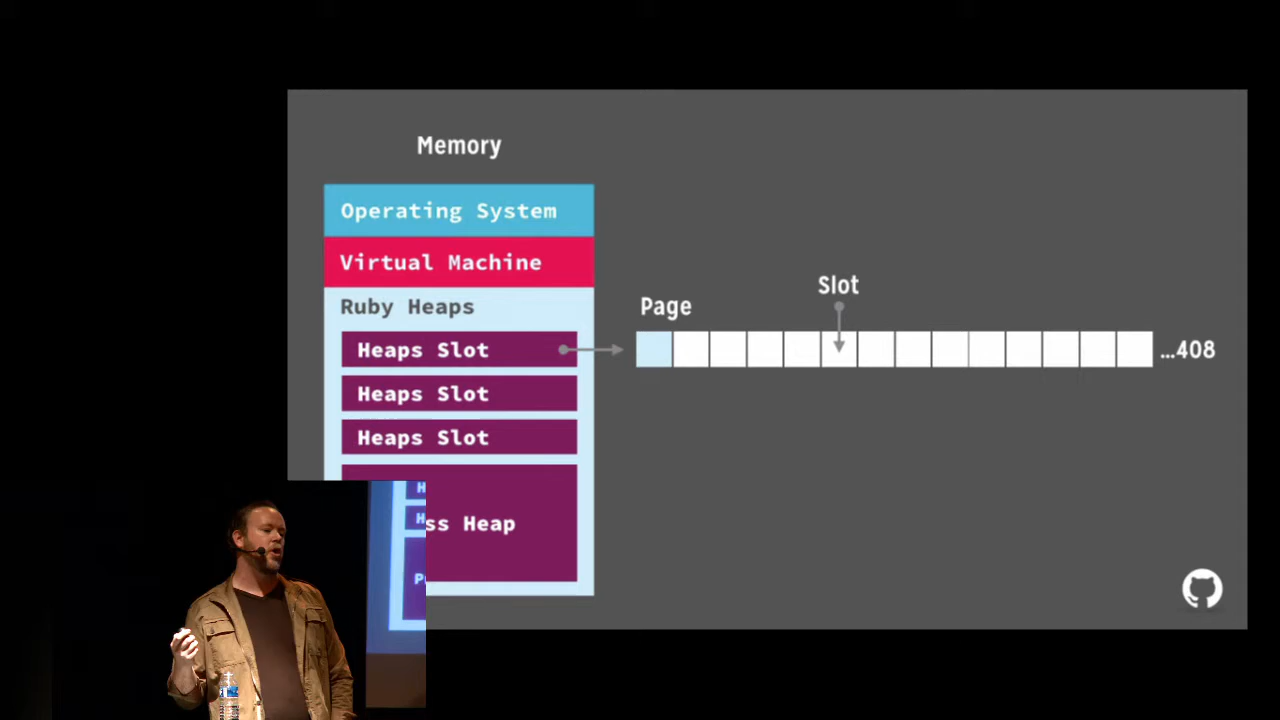 Memory
Operating System
Virtual Machine
Ruby Heaps
Heaps Slot
Heaps Slot
Heaps Slot
ss Heap
Page
Slot
...408
H
H
P